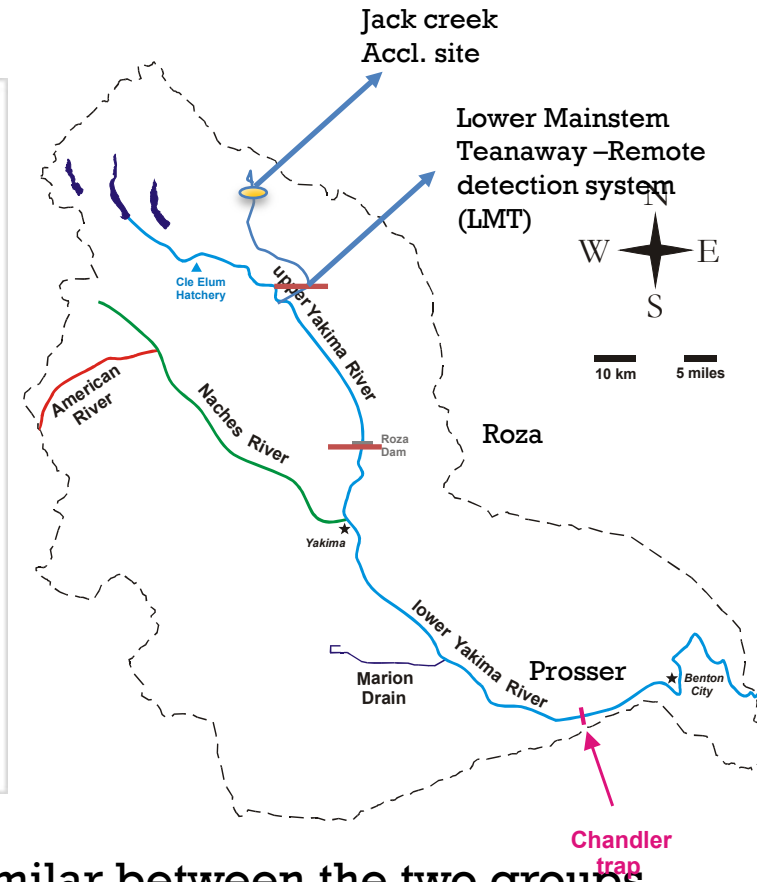 Jack creek
Accl. site
Lower Mainstem
Teanaway –Remote
detection system
(LMT)
N
W
E
S
10 km
5 miles
Cle Elum
Hatchery
upper Yakima River
American
River
Naches River
Roza
Dam
Roza
Yakima
lower Yakima River
Marion
Drain
Prosser
Benton
City
Chandler
trap
milar between the two groups